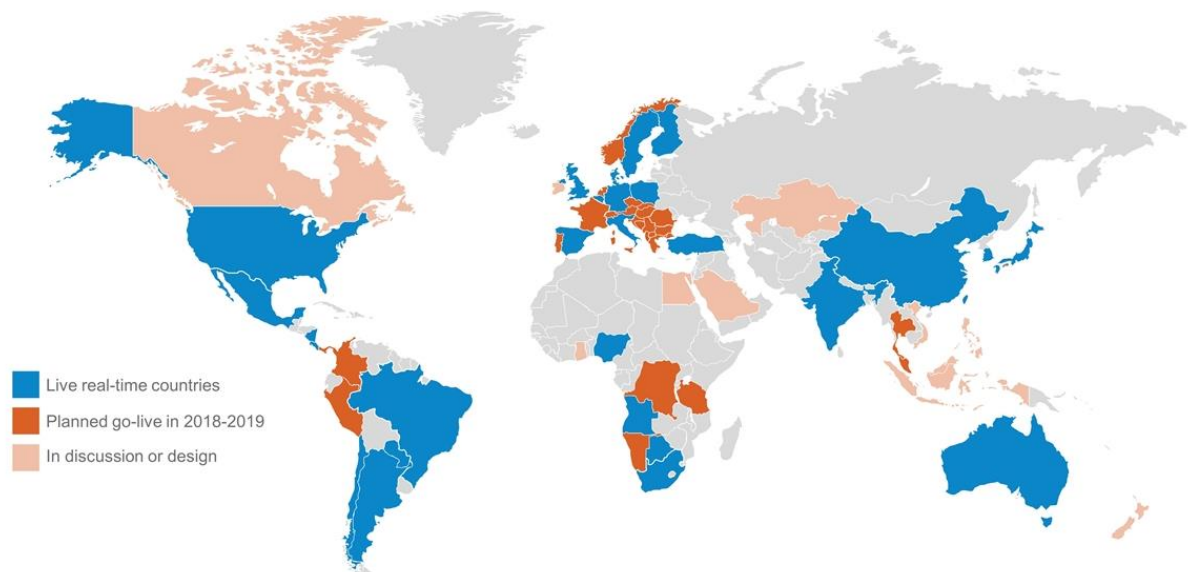 Live real-time countries
Planned go-live in 2018-2019
In discussion or design